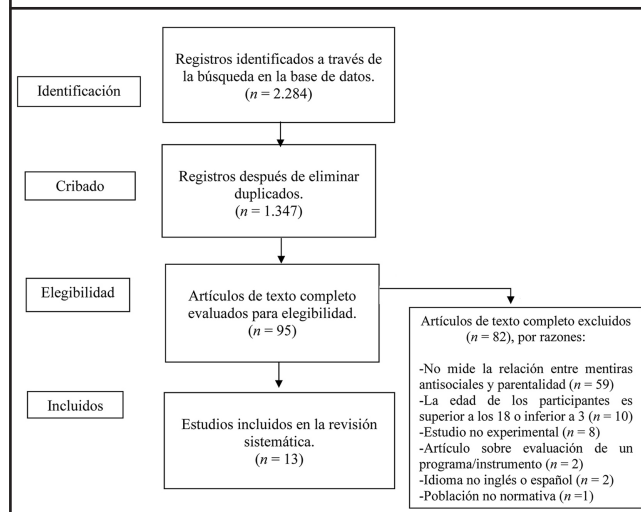 Registros identificados a través de
la búsqueda en la base de datos.
(n = 2.284)
Identificación
Registros después de eliminar
duplicados.
(n = 1.347)
Cribado
Elegibilidad
Artículos de texto completo
evaluados para elegibilidad.
(n = 95)
Artículos de texto completo excluidos
(n = 82), por razones:
-No mide la relación entre mentiras
antisociales y parentalidad (n = 59)
-La edad de los participantes es
superior a los 18 o inferior a 3 (n = 10)
-Estudio no experimental (n = 8)
-Artículo sobre evaluación de un
programa/instrumento (n = 2)
-Idioma no inglés o español (n = 2)
-Población no normativa (n =1)
Incluidos
Estudios incluidos en la revisión
sistemática.
(n = 13)